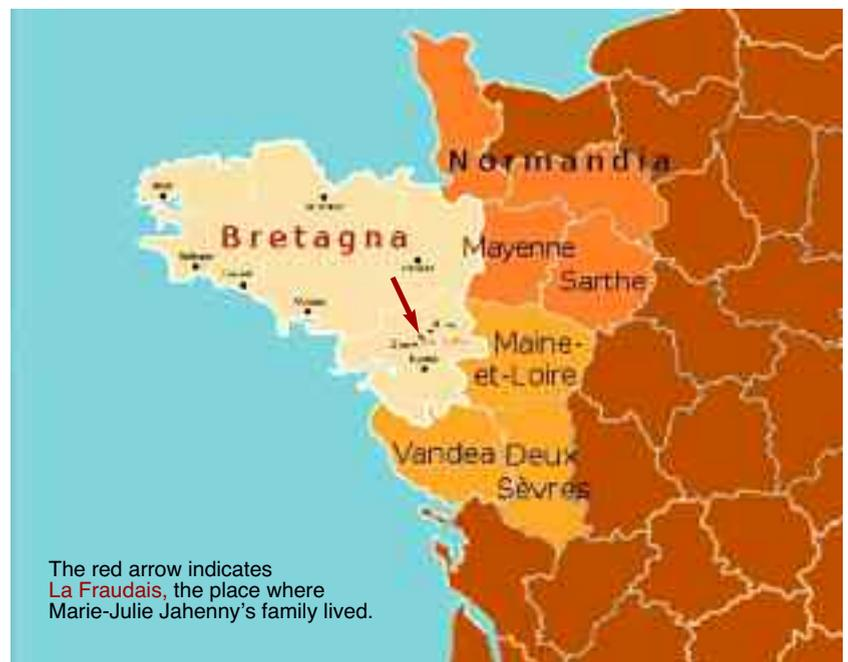 Normandia
Bretagna
Mayenne
Sarthe
Maine-
et-Loire
Vandea Deux
Sèvres
The red arrow indicates
La Fraudais, the place where
Marie-Julie Jahenny's family lived.